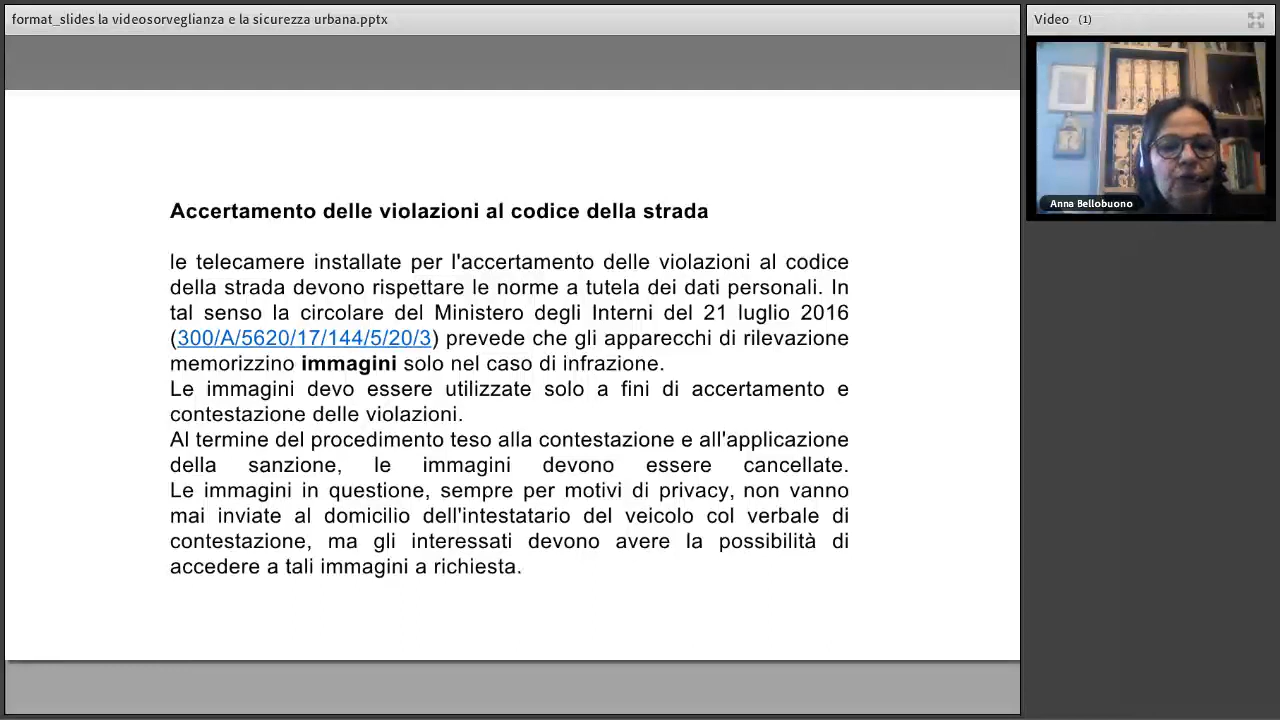 format_slides la videosorveglianza e la sicurezza urbana.pptx
Video (1)
Anna Bellobuono
Accertamento delle violazioni al codice della strada
le telecamere installate per l'accertamento delle violazioni al codice
della strada devono rispettare le norme a tutela dei dati personali. In
tal senso la circolare del Ministero degli Interni del 21 luglio 2016
(300/A/5620/17/144/5/20/3) prevede che gli apparecchi di rilevazione
memorizzino immagini solo nel caso di infrazione.
Le immagini devo essere utilizzate solo a fini di accertamento e
contestazione delle violazioni.
Al termine del procedimento teso alla contestazione e all'applicazione
della sanzione, le immagini devono essere cancellate.
Le immagini in questione, sempre per motivi di privacy, non vanno
mai inviate al domicilio dell'intestatario del veicolo col verbale di
contestazione, ma gli interessati devono avere la possibilità di
accedere a tali immagini a richiesta.